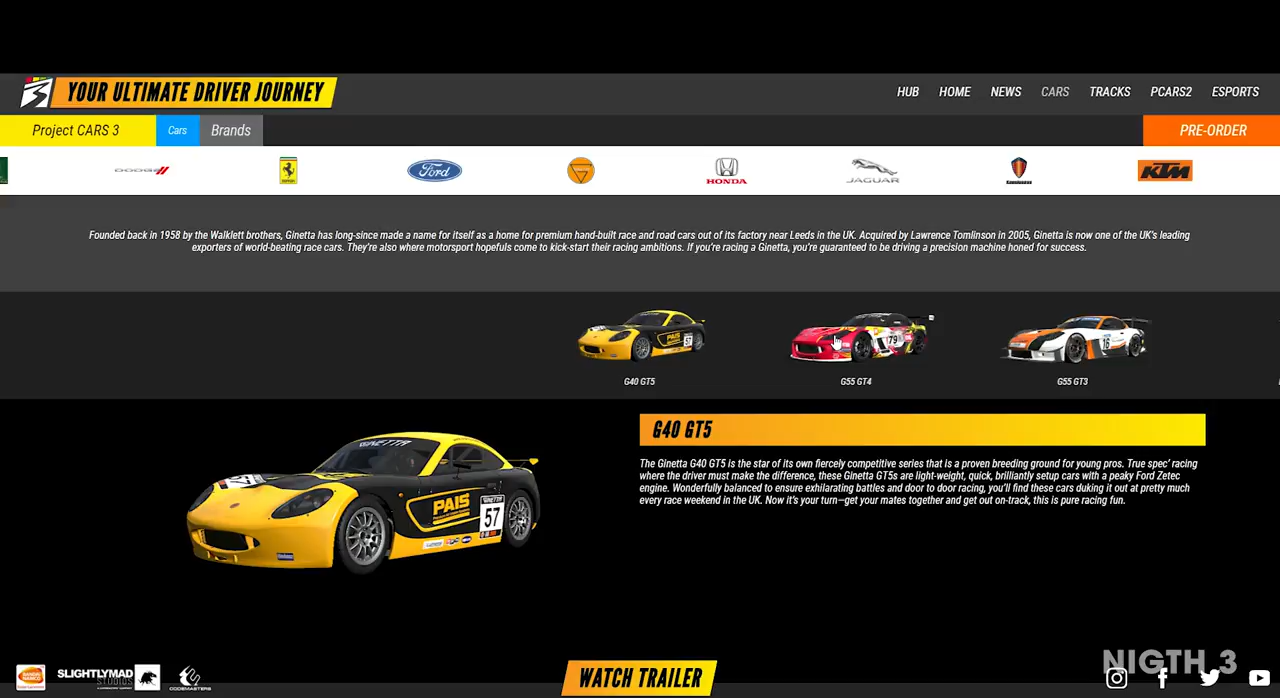 YOUR ULTIMATE DRIVER JOURNEY
HUB HOME NEWS CARS TRACKS PCARS2 ESPORTS
Project CARS 3 Cars Brands PRE-ORDER
DODGE Ford HONDA JAGUAR Koenigsegg KTM
Founded back in 1958 by the Walklett brothers, Ginetta has long-since made a name for itself as a home for premium hand-built race and road cars out of its factory near Leeds in the UK. Acquired by Lawrence Tomlinson in 2005, Ginetta is now one of the UK's leading
exporters of world-beating race cars. They're also where motorsport hopefuls come to kick-start their racing ambitions. If you're racing a Ginetta, you're guaranteed to be driving a precision machine honed for success.
PAIS 57
79
16
G40 GT5 G55 GT4 G55 GT3
G40 GT5
The Ginetta G40 GT5 is the star of its own fiercely competitive series that is a proven breeding ground for young pros. True spec' racing
where the driver must make the difference, these Ginetta GT5s are light-weight, quick, brilliantly setup cars with a peaky Ford Zetec
engine. Wonderfully balanced to ensure exhilarating battles and door to door racing, you'll find these cars duking it out at pretty much
every race weekend in the UK. Now it's your turn—get your mates together and get out on-track, this is pure racing fun.
GINETTA
PAIS
GINETTA
57
SLIGHTLYMAD
STUDIOS
CODEMASTERS
WATCH TRAILER
NIGTH 3